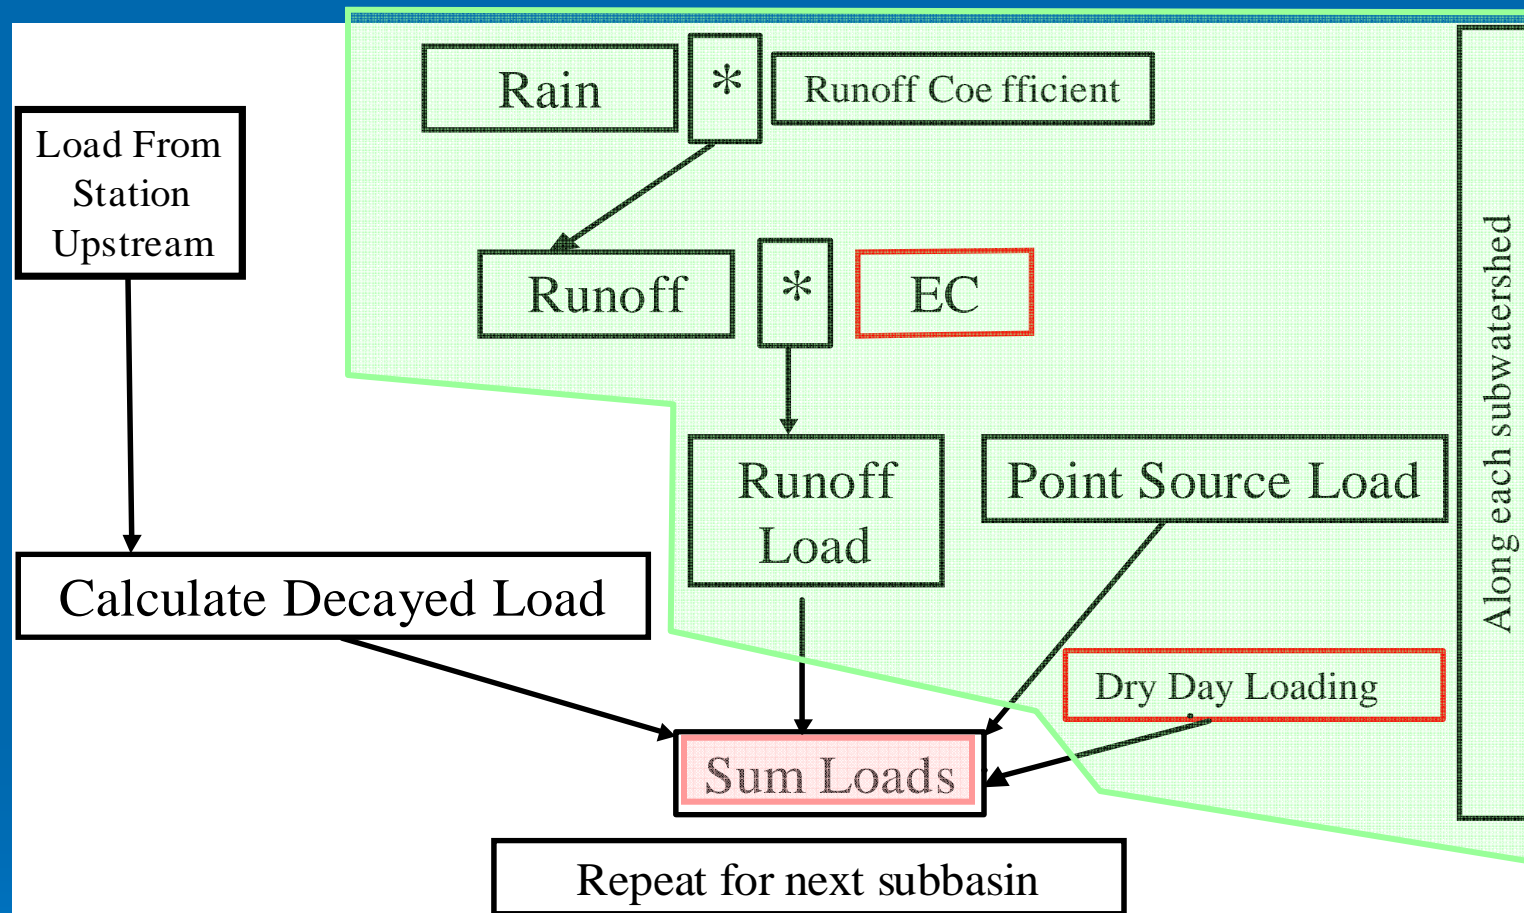 Rain
*
Runoff Coe fficient
Load From
Station
Upstream
Runoff
*
EC
Runoff
Load
Point Source Load
Along each subwatershed
Calculate Decayed Load
Dry Day Loading
Sum Loads
Repeat for next subbasin